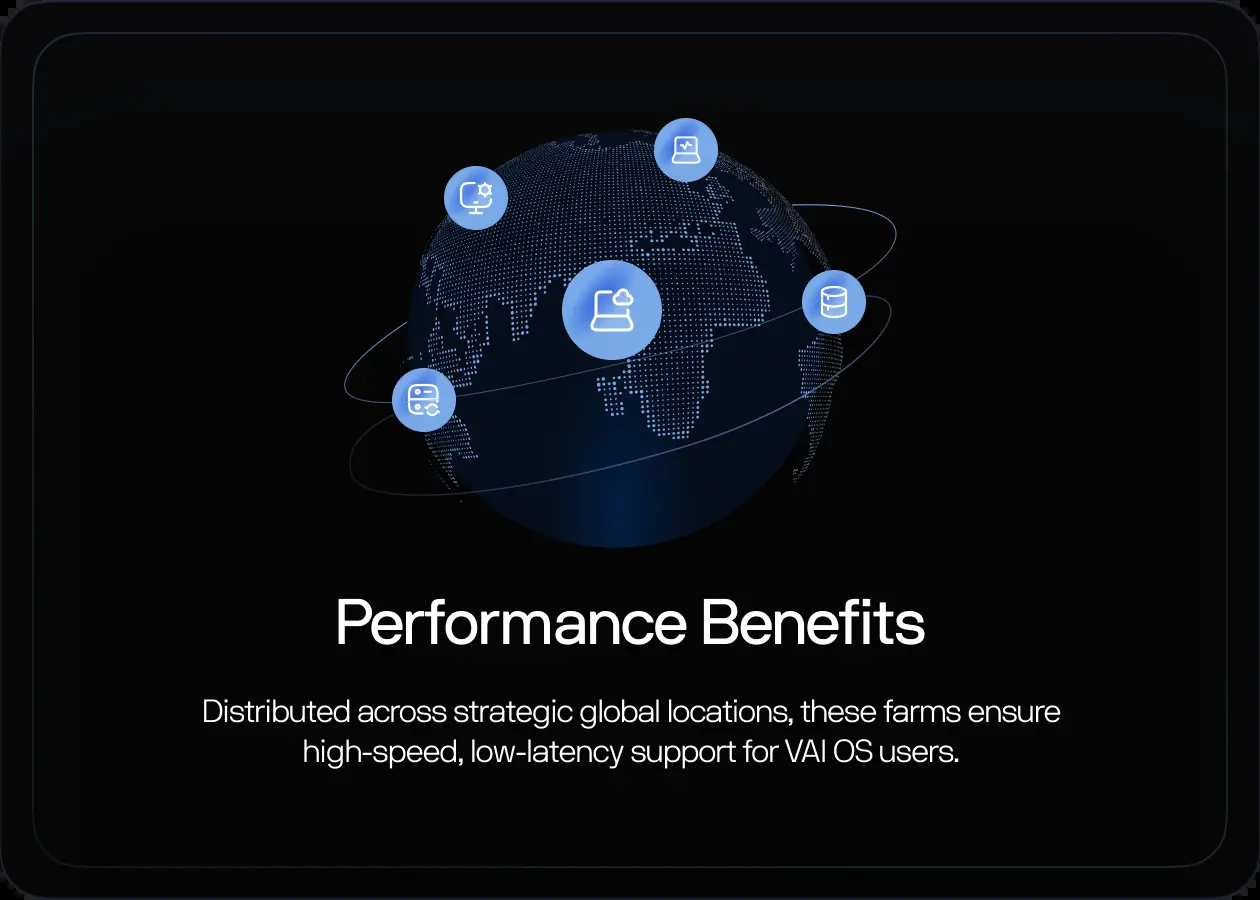 Performance Benefits
Distributed across strategic global locations, these farms ensure
high-speed, low-latency support for VAI OS users.